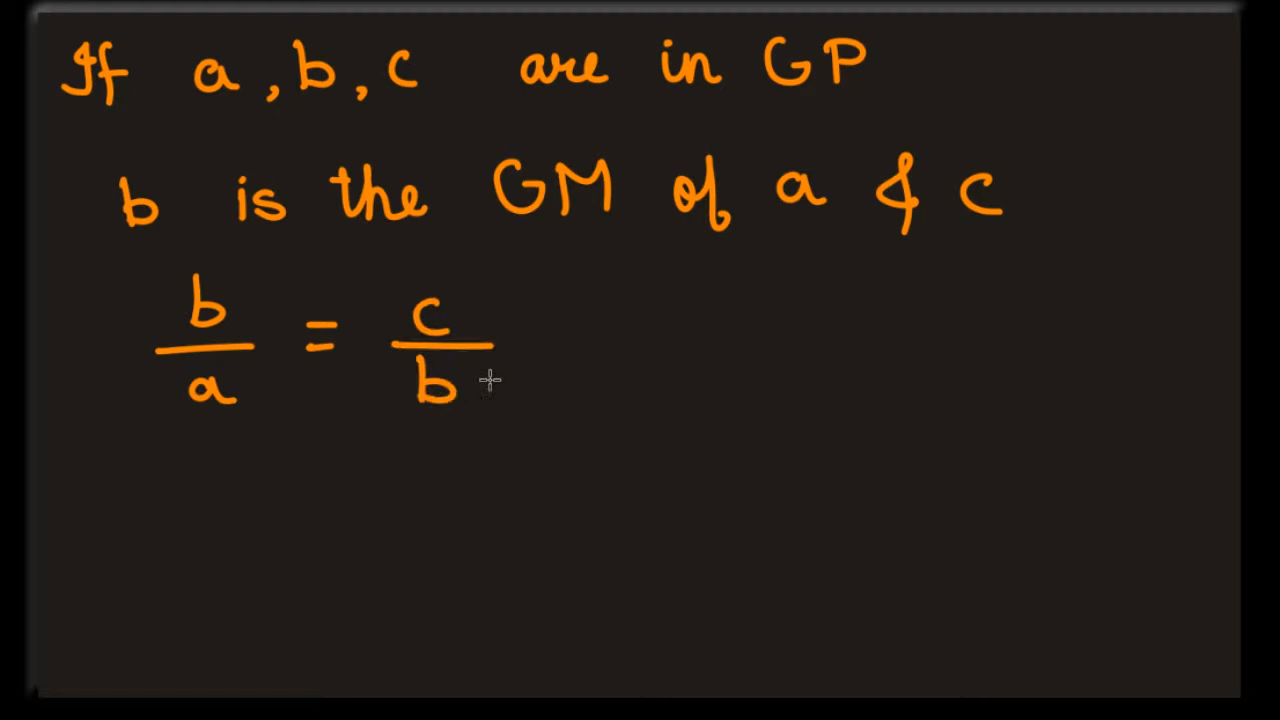 If a, b, c are in GP
b is the GM of a & c
b/a = c/b